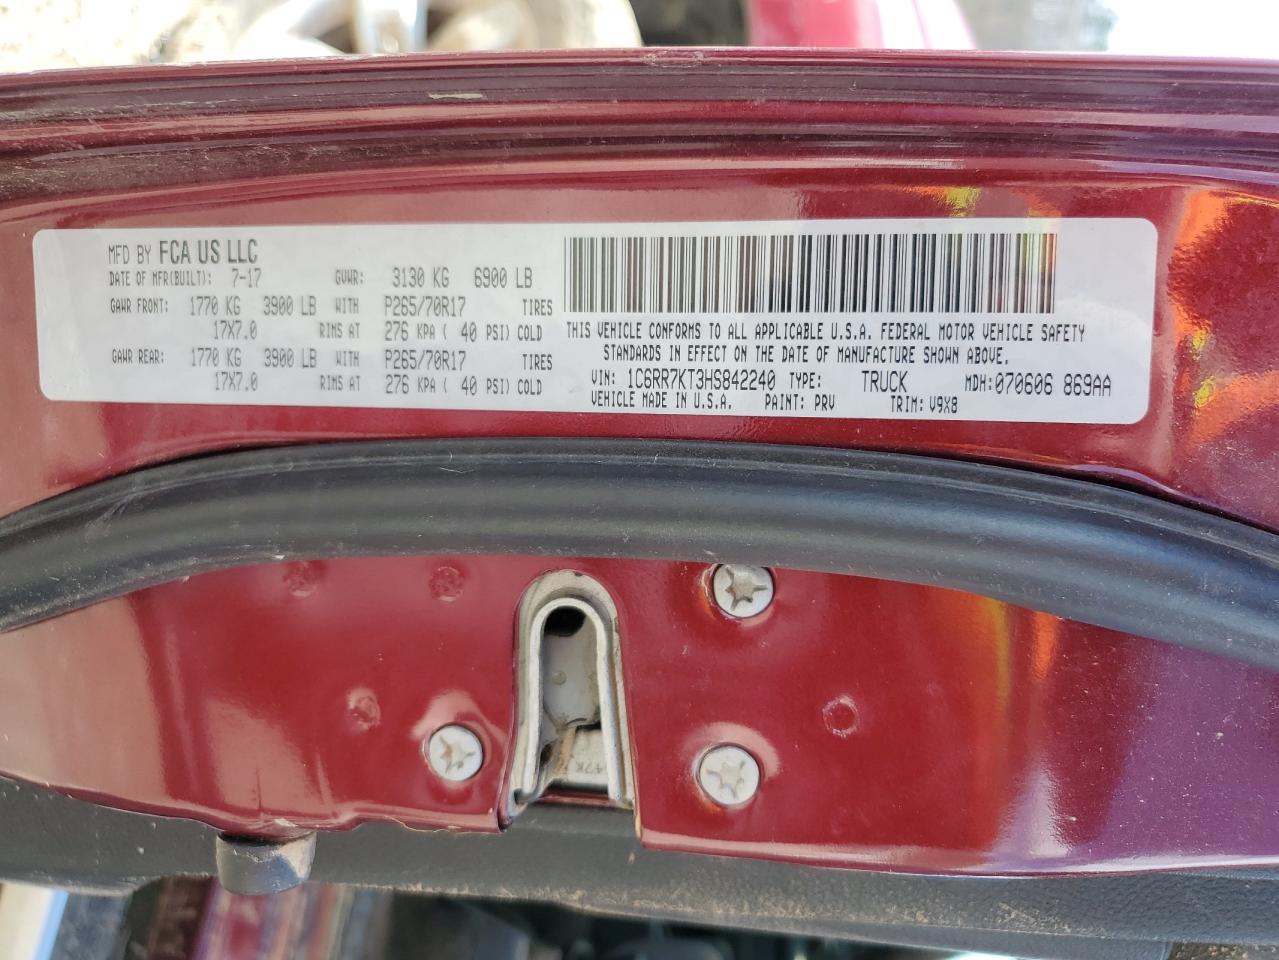 MFD BY FCA US LLC
DATE OF MFR(BUILT): 7-17 GVWR: 3130 KG 6900 LB
GAWR FRONT: 1770 KG 3900 LB WITH P265/70R17 TIRES
17X7.0 RIMS AT 276 KPA ( 40 PSI) COLD
GAWR REAR: 1770 KG 3900 LB WITH P265/70R17 TIRES
17X7.0 RIMS AT 276 KPA ( 40 PSI) COLD
THIS VEHICLE CONFORMS TO ALL APPLICABLE U.S.A. FEDERAL MOTOR VEHICLE SAFETY
STANDARDS IN EFFECT ON THE DATE OF MANUFACTURE SHOWN ABOVE.
VIN: 1C6RR7KT3HS842240 TYPE: TRUCK MDH: 070606 869AA
VEHICLE MADE IN U.S.A. PAINT: PRV TRIM: V9X8